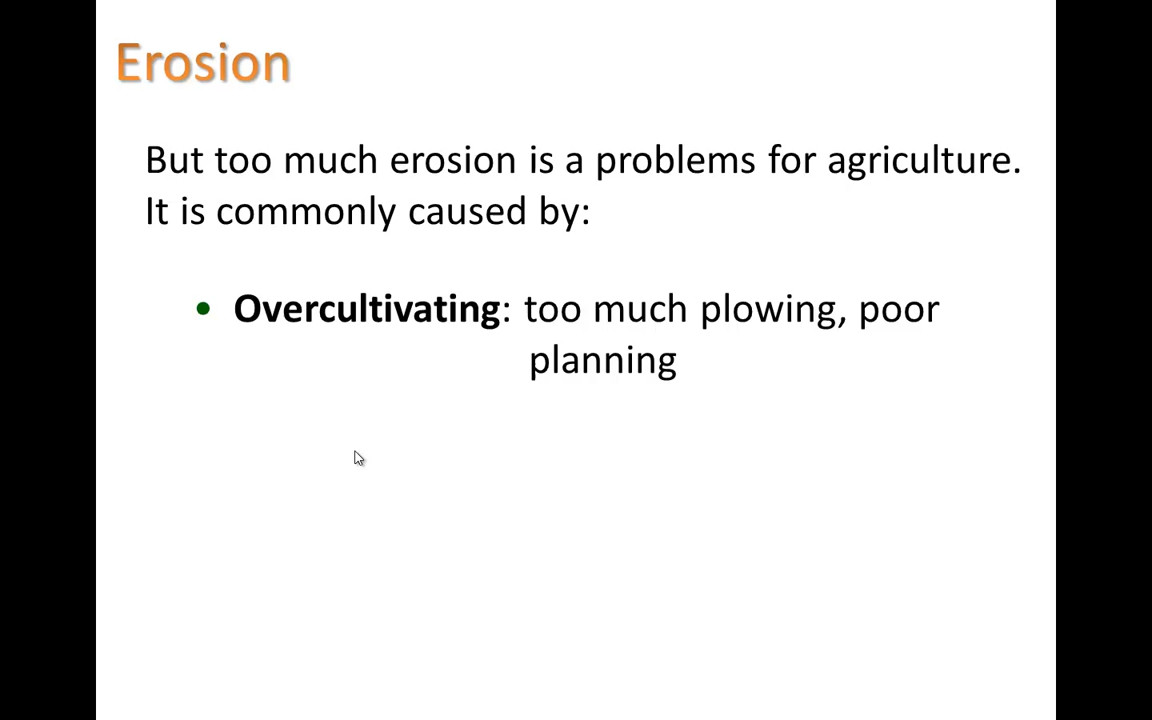 Erosion
But too much erosion is a problems for agriculture.
It is commonly caused by:
• Overcultivating: too much plowing, poor
planning